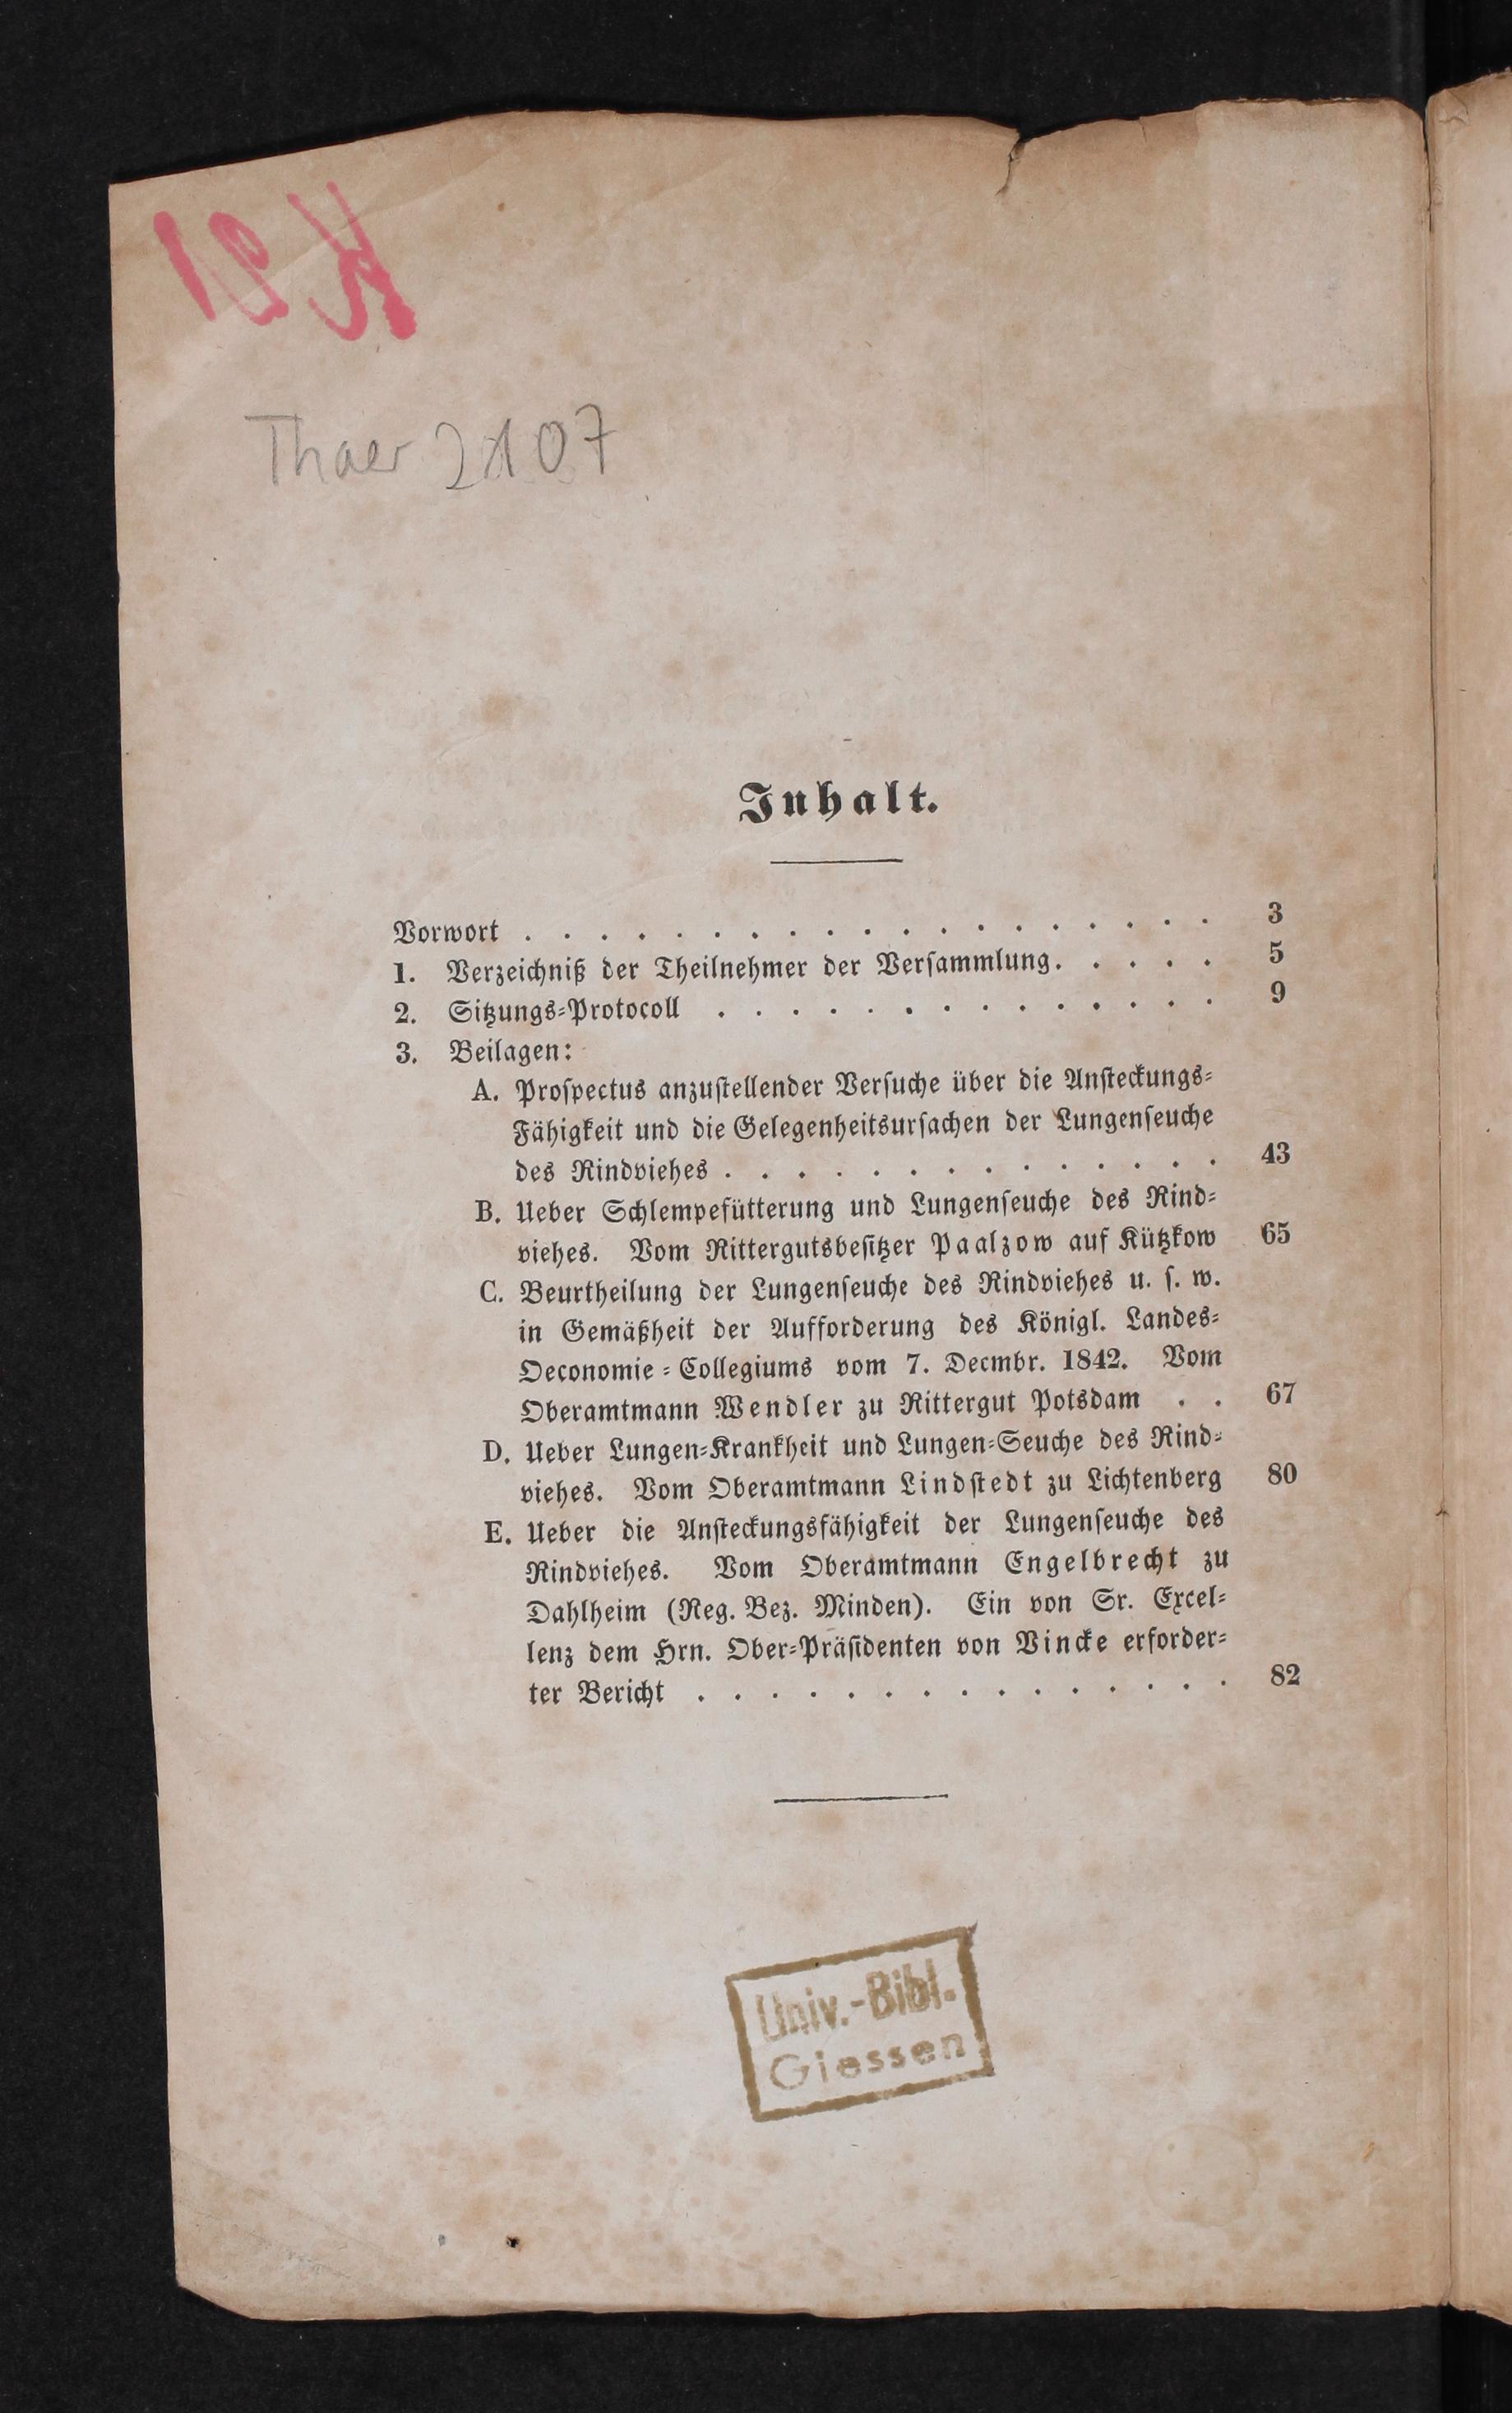 Thaer 2107
Inhalt.
Vorwort . . . . . . . . . . . . . . . . . . . 3
1. Verzeichniß der Theilnehmer der Verſammlung. . . . . 5
2. Sitzungs-Protocoll . . . . . . . . . . . . . . 9
3. Beilagen:
A. Proſpectus anzuſtellender Verſuche über die Anſteckungs-
Fähigkeit und die Gelegenheitsurſachen der Lungenſeuche
des Rindviehes . . . . . . . . . . . . . . 43
B. Ueber Schlempefütterung und Lungenſeuche des Rind-
viehes. Vom Rittergutsbeſitzer Paalzow auf Kützkow 65
C. Beurtheilung der Lungenſeuche des Rindviehes u. ſ. w.
in Gemäßheit der Aufforderung des Königl. Landes-
Oeconomie-Collegiums vom 7. Decmbr. 1842. Vom
Oberamtmann Wendler zu Rittergut Potsdam . . 67
D. Ueber Lungen-Krankheit und Lungen-Seuche des Rind-
viehes. Vom Oberamtmann Lindſtedt zu Lichtenberg 80
E. Ueber die Anſteckungsfähigkeit der Lungenſeuche des
Rindviehes. Vom Oberamtmann Engelbrecht zu
Dahlheim (Reg. Bez. Minden). Ein von Sr. Excel-
lenz dem Hrn. Ober-Präſidenten von Vincke erforder-
ter Bericht . . . . . . . . . . . . . . . 82
Univ.-Bibl.
Giessen